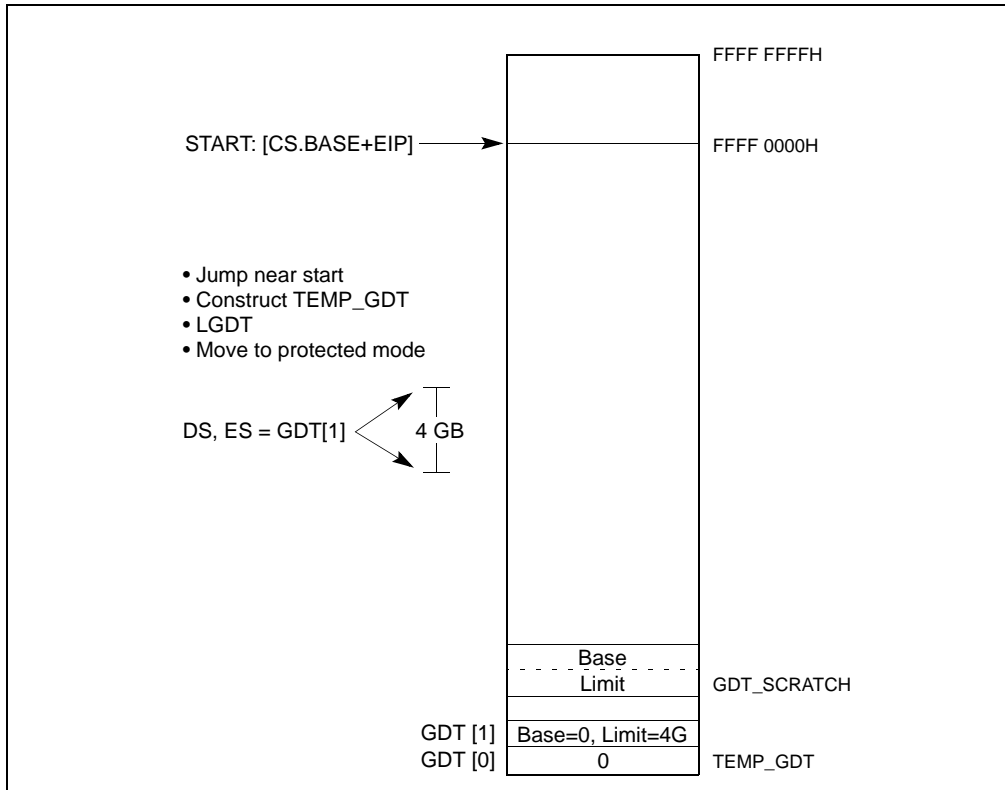 FFFF FFFFH
START: [CS.BASE+EIP]
FFFF 0000H
• Jump near start
• Construct TEMP_GDT
• LGDT
• Move to protected mode
DS, ES = GDT[1]
4 GB
Base
Limit
GDT_SCRATCH
GDT [1]
Base=0, Limit=4G
GDT [0]
0
TEMP_GDT